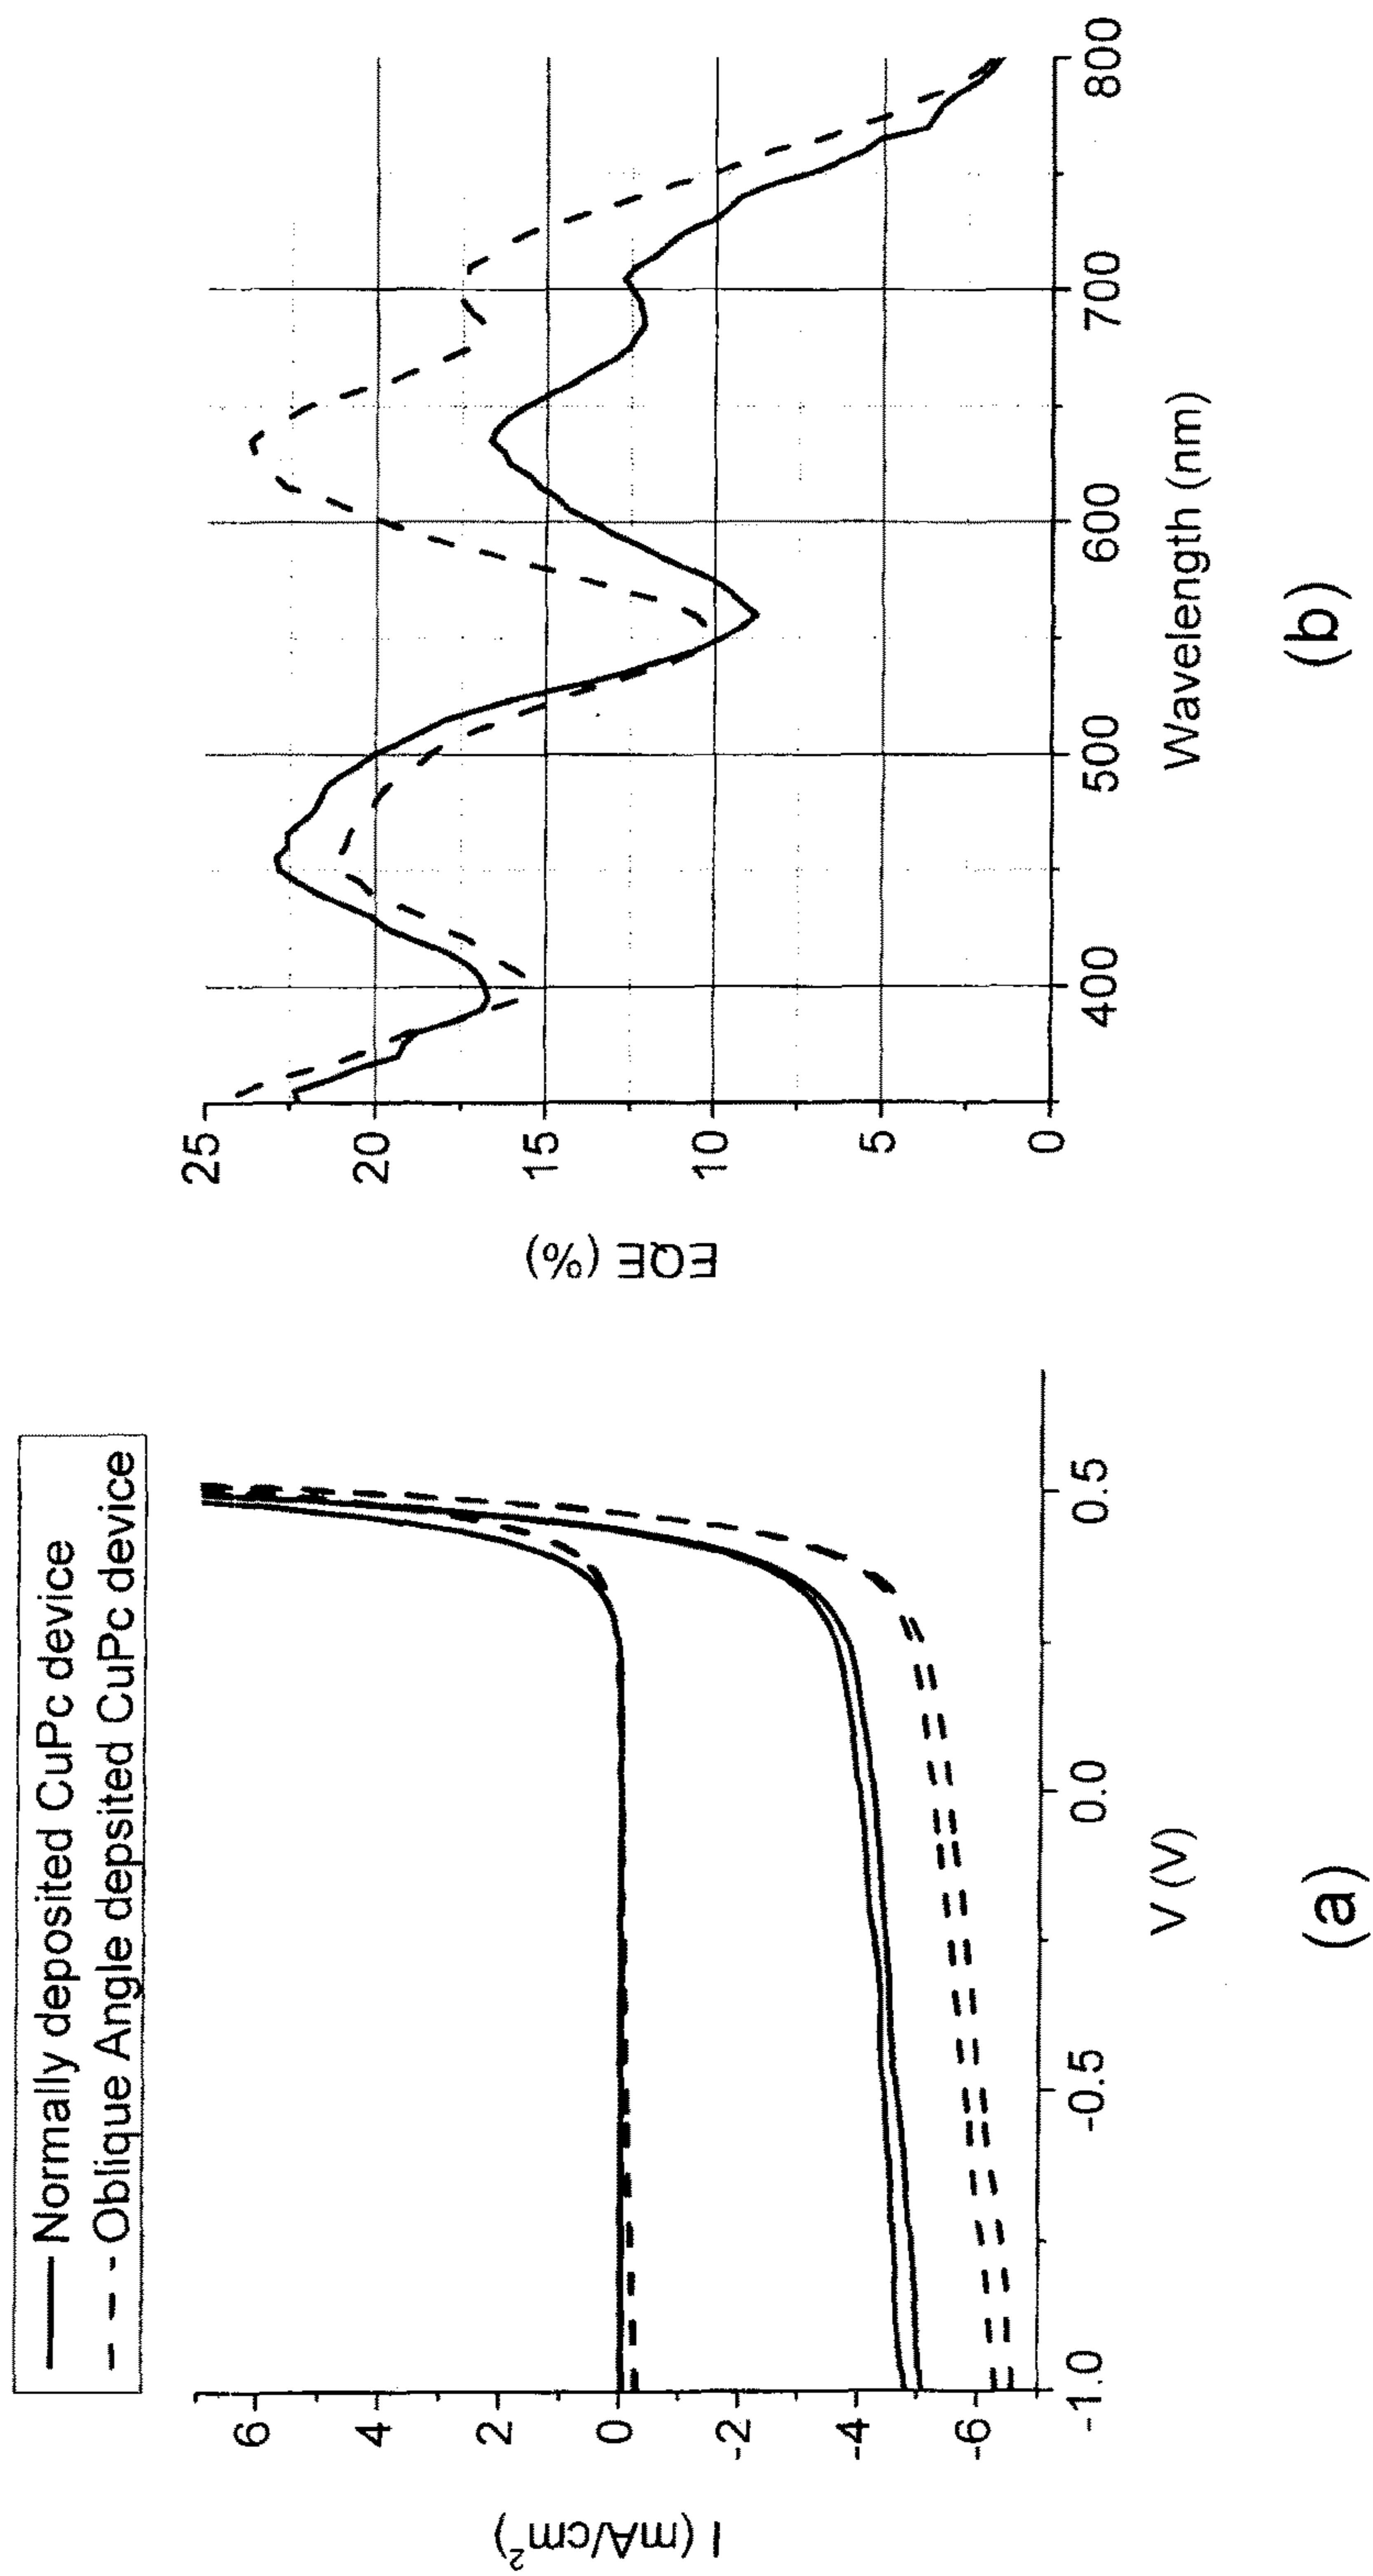 Normally deposited CuPc device
Oblique Angle deposited CuPc device
I (mA/cm²)
6
4
2
0
-2
-4
-6
-1.0
-0.5
0.0
0.5
V (V)
(a)
EQE (%)
25
20
15
10
5
0
400
500
600
700
800
Wavelength (nm)
(b)